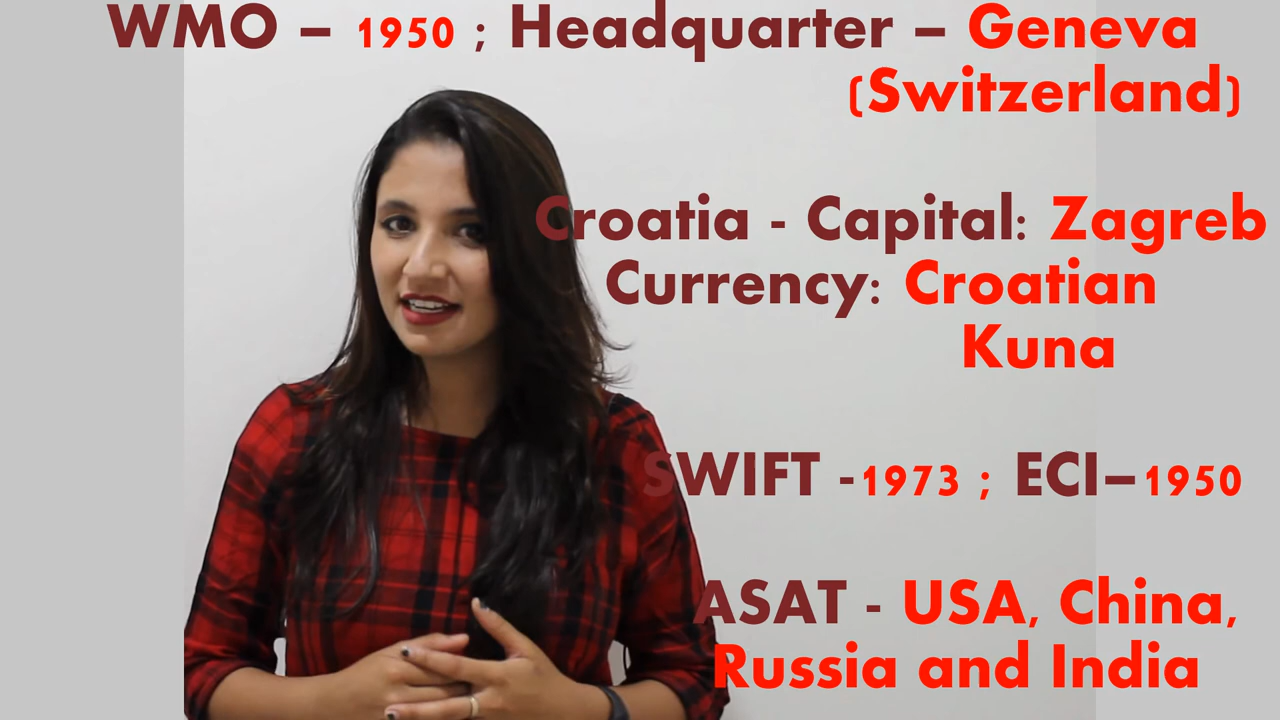 WMO – 1950 ; Headquarter – Geneva
(Switzerland)
Croatia - Capital: Zagreb
Currency: Croatian
Kuna
SWIFT -1973 ; ECI–1950
ASAT - USA, China,
Russia and India